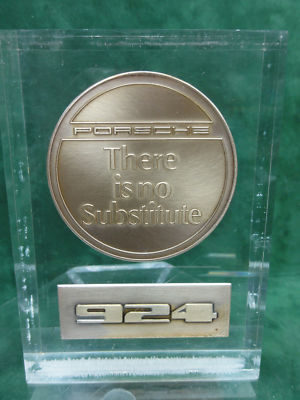 PORSCHE
There
is no
Substitute
924